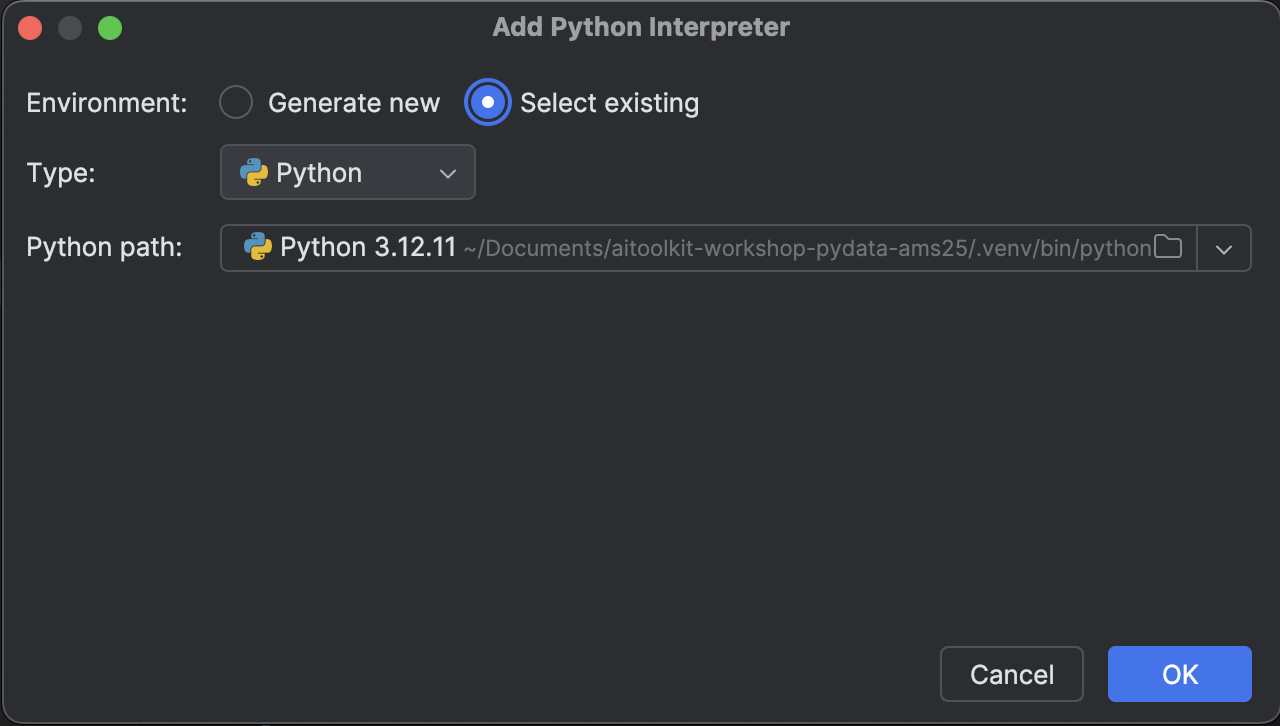 Add Python Interpreter
Environment: Generate new Select existing
Type: Python
Python path: Python 3.12.11 ~/Documents/aitoolkit-workshop-pydata-ams25/.venv/bin/python
Cancel OK